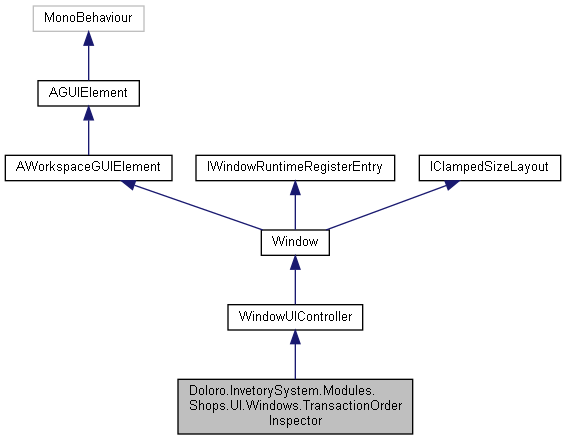 MonoBehaviour
AGUIElement
AWorkspaceGUIElement
IWindowRuntimeRegisterEntry
IClampedSizeLayout
Window
WindowUIController
Doloro.InvetorySystem.Modules.
Shops.UI.Windows.TransactionOrder
Inspector